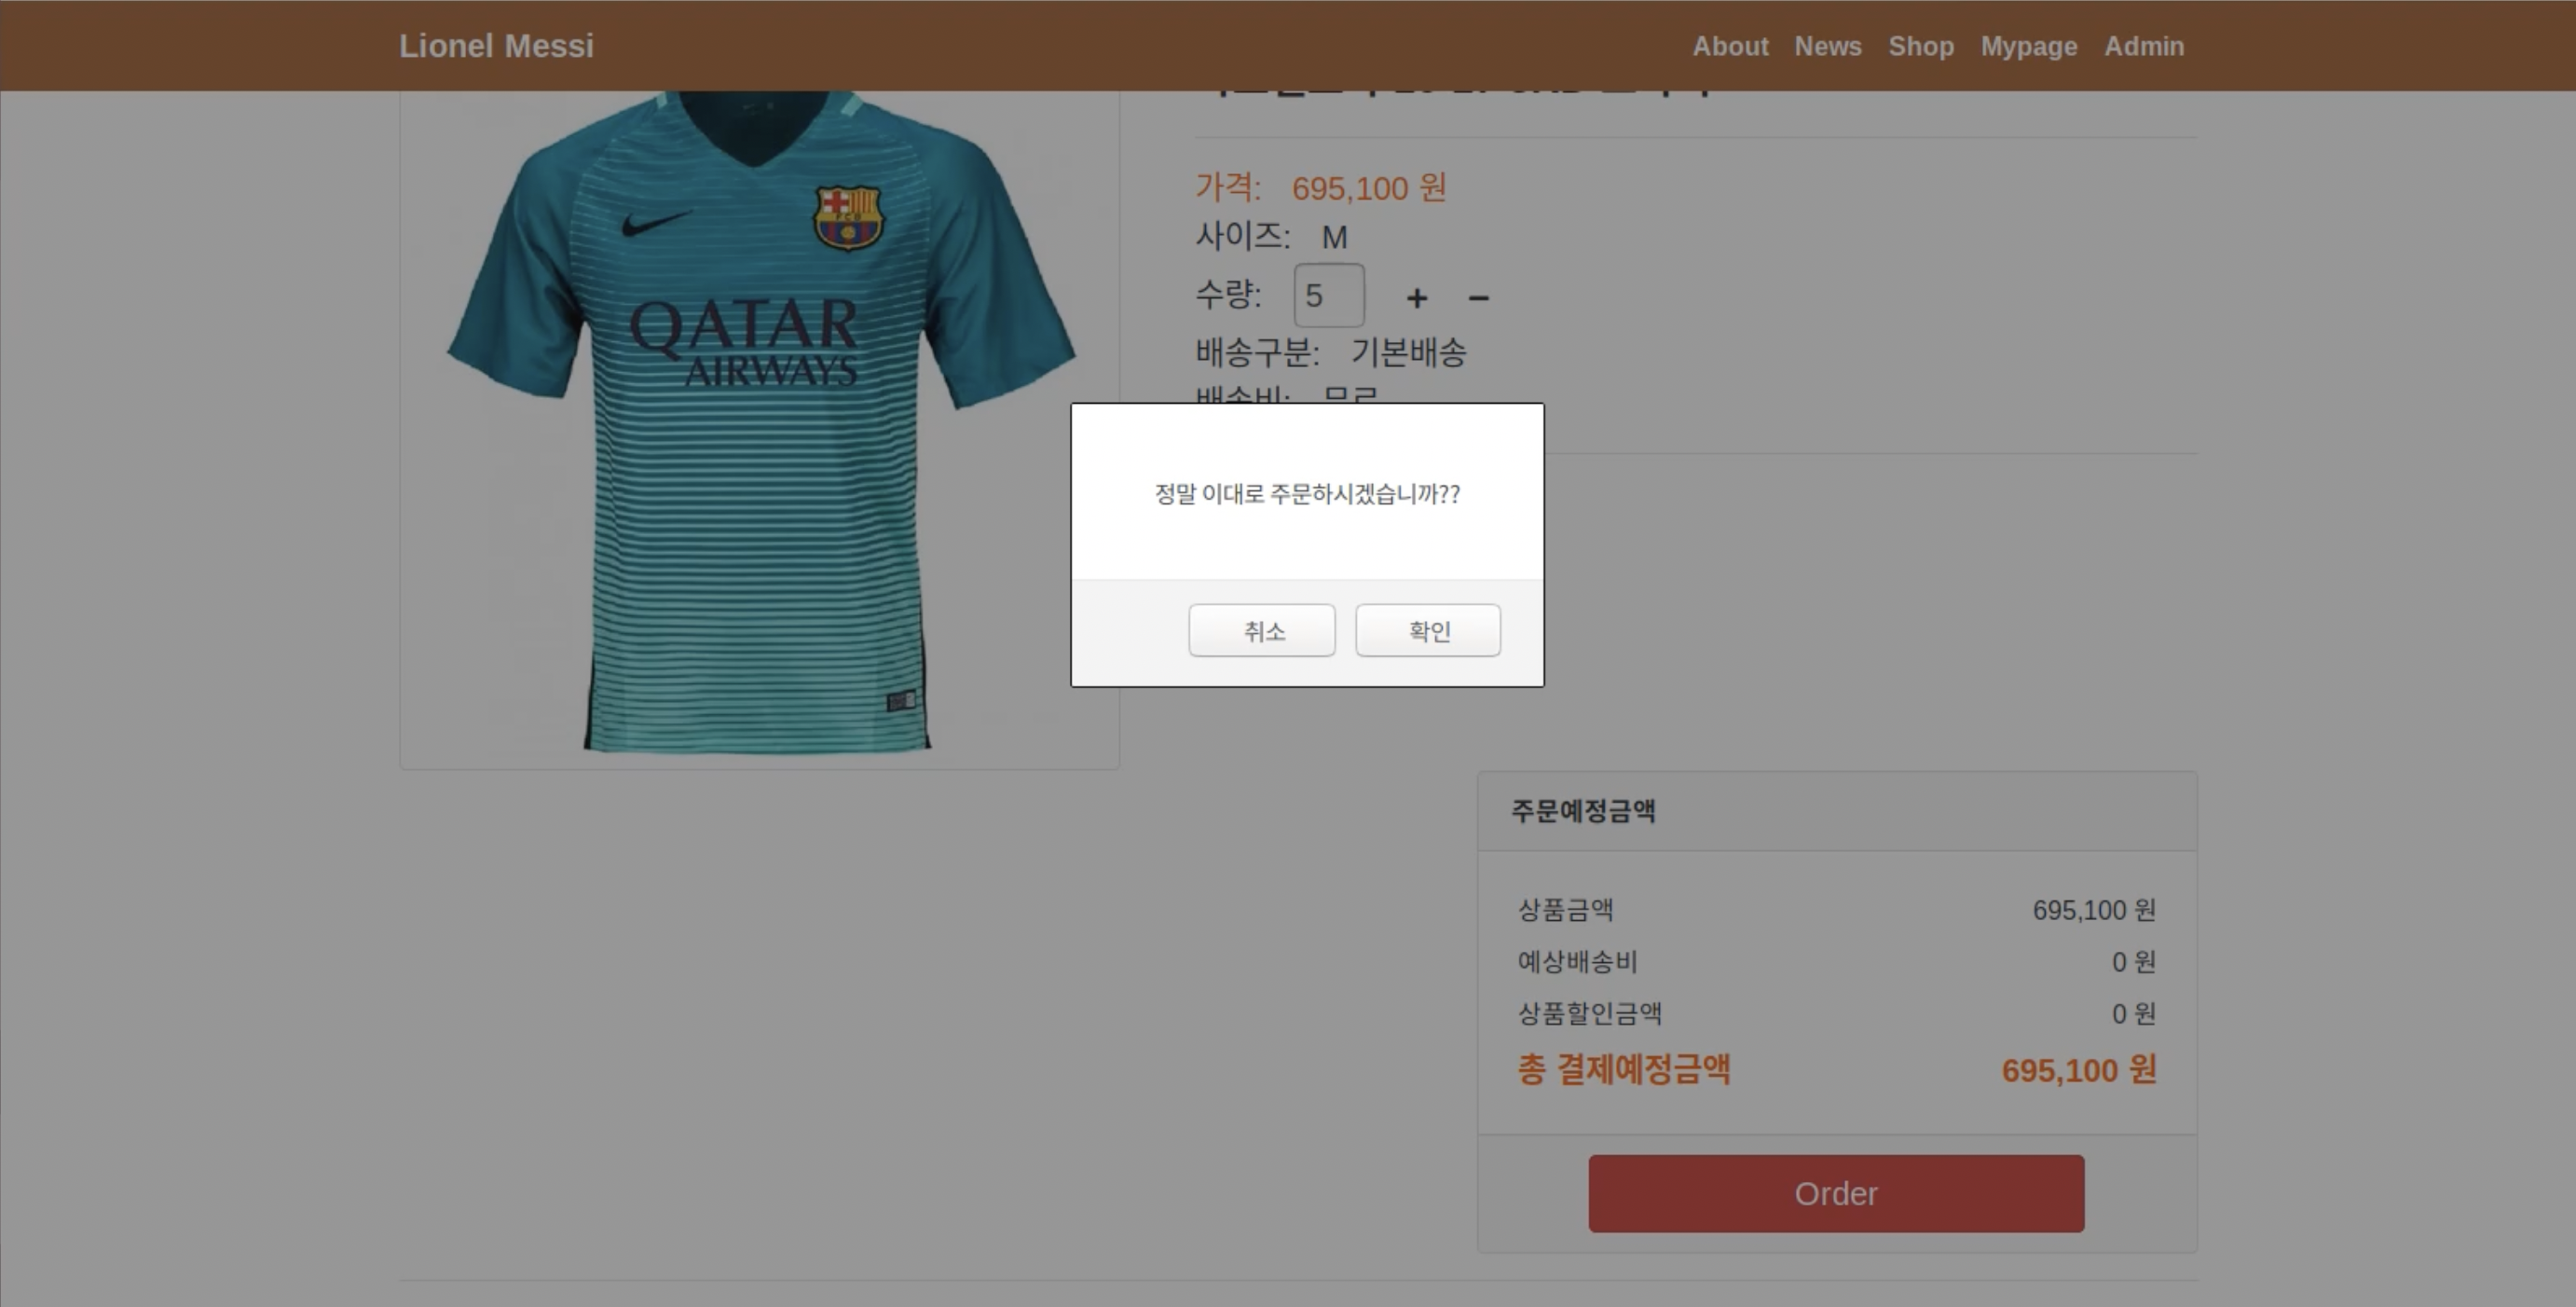 Lionel Messi
About News Shop Mypage Admin
가격: 695,100 원
사이즈: M
수량: 5 + −
배송구분: 기본배송
배송비: 무료
FCB
QATAR
AIRWAYS
정말 이대로 주문하시겠습니까??
취소 확인
주문예정금액
상품금액 695,100 원
예상배송비 0 원
상품할인금액 0 원
총 결제예정금액 695,100 원
Order